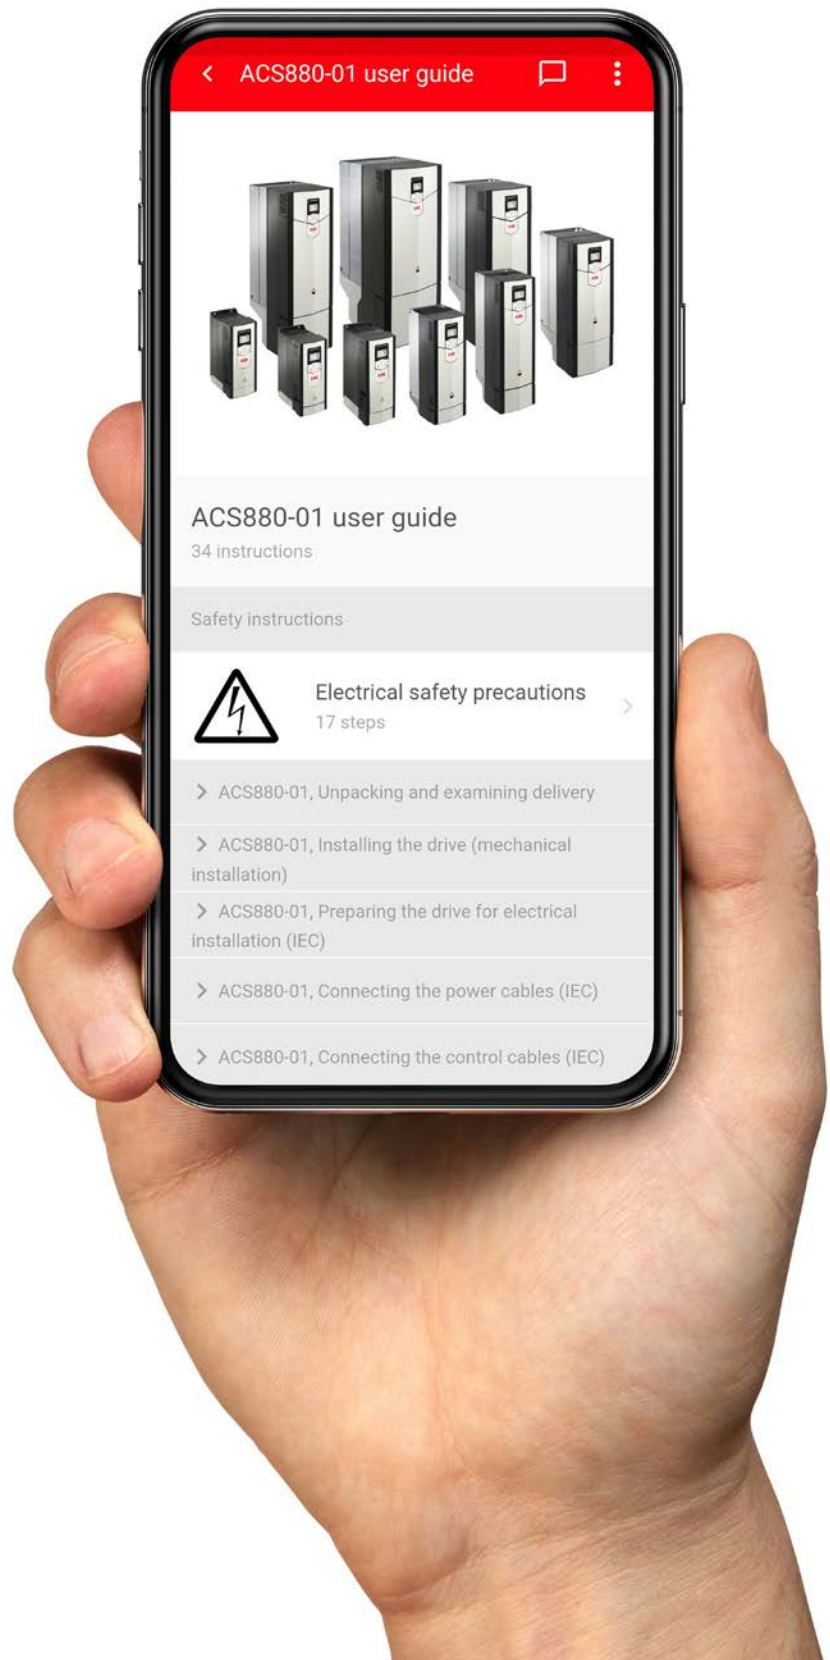 ACS880-01 user guide
ACS880-01 user guide
34 instructions
Safety instructions
Electrical safety precautions
17 steps
ACS880-01, Unpacking and examining delivery
ACS880-01, Installing the drive (mechanical
installation)
ACS880-01, Preparing the drive for electrical
installation (IEC)
ACS880-01, Connecting the power cables (IEC)
ACS880-01, Connecting the control cables (IEC)